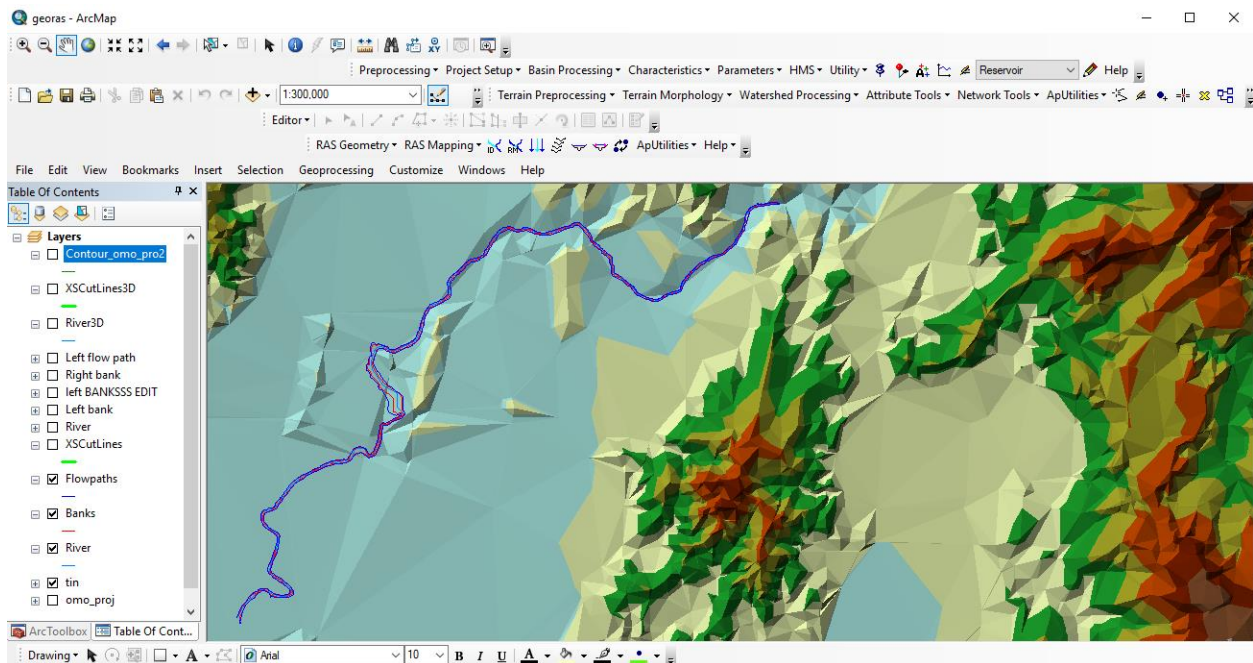 georas - ArcMap
Preprocessing Project Setup Basin Processing Characteristics Parameters HMS Utility Reservoir Help
1:300,000 Terrain Preprocessing Terrain Morphology Watershed Processing Attribute Tools Network Tools ApUtilities
Editor
RAS Geometry RAS Mapping ID RM ApUtilities Help
File Edit View Bookmarks Insert Selection Geoprocessing Customize Windows Help
Table Of Contents
Layers
Contour_omo_pro2
XSCutLines3D
River3D
Left flow path
Right bank
left BANKSSS EDIT
Left bank
River
XSCutLines
Flowpaths
Banks
River
tin
omo_proj
ArcToolbox Table Of Cont...
Drawing A Arial 10 B I U A